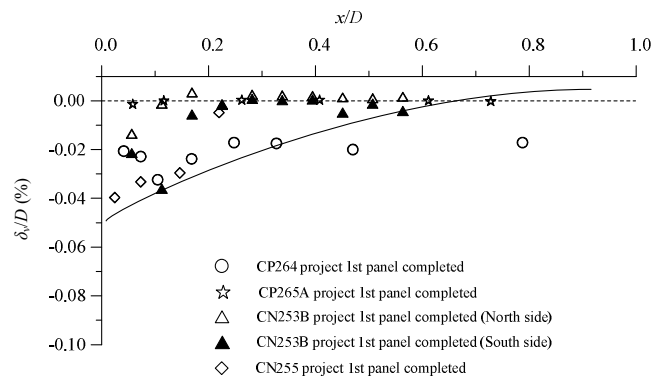 x/D
0.0 0.2 0.4 0.6 0.8 1.0
0.00
-0.02
-0.04
-0.06
-0.08
-0.10
δv/D (%)
CP264 project 1st panel completed
CP265A project 1st panel completed
CN253B project 1st panel completed (North side)
CN253B project 1st panel completed (South side)
CN255 project 1st panel completed